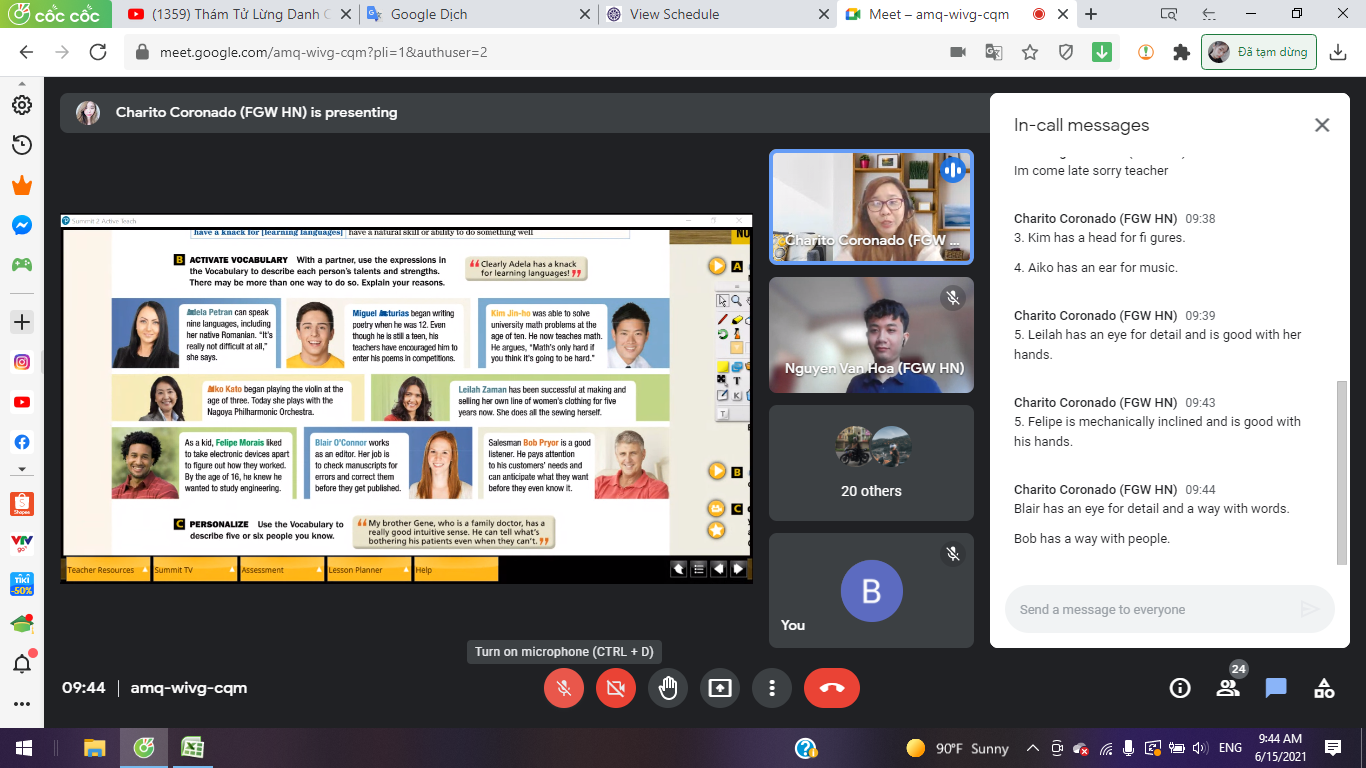 cốc cốc
(1359) Thám Tử Lừng Danh C
Google Dịch
View Schedule
Meet – amq-wivg-cqm
meet.google.com/amq-wivg-cqm?pli=1&authuser=2
Đã tạm dừng
Charito Coronado (FGW HN) is presenting
Summit 2 Active Teach
have a knack for [learning languages] have a natural skill or ability to do something well
B ACTIVATE VOCABULARY With a partner, use the expressions in
the Vocabulary to describe each person's talents and strengths.
There may be more than one way to do so. Explain your reasons.
"Clearly Adela has a knack
for learning languages!"
Adela Petran can speak
nine languages, including
her native Romanian. "It's
really not difficult at all,"
she says.
Miguel Asturias began writing
poetry when he was 12. Even
though he is still a teen, his
teachers have encouraged him to
enter his poems in competitions.
Kim Jin-ho was able to solve
university math problems at the
age of ten. He now teaches math.
He argues, "Math's only hard if
you think it's going to be hard."
Aiko Kato began playing the violin at the
age of three. Today she plays with the
Nagoya Philharmonic Orchestra.
Leilah Zaman has been successful at making and
selling her own line of women's clothing for five
years now. She does all the sewing herself.
As a kid, Felipe Morais liked
to take electronic devices apart
to figure out how they worked.
By the age of 16, he knew he
wanted to study engineering.
Blair O'Connor works
as an editor. Her job is
to check manuscripts for
errors and correct them
before they get published.
Salesman Bob Pryor is a good
listener. He pays attention
to his customers' needs and
can anticipate what they want
before they even know it.
C PERSONALIZE Use the Vocabulary to
describe five or six people you know.
"My brother Gene, who is a family doctor, has a
really good intuitive sense. He can tell what's
bothering his patients even when they can't."
NU
A
B
C
T
K
T
Teacher Resources
Summit TV
Assessment
Lesson Planner
Help
Charito Coronado (FGW ...
Nguyen Van Hoa (FGW HN)
20 others
B
You
In-call messages
Im come late sorry teacher
Charito Coronado (FGW HN) 09:38
3. Kim has a head for fi gures.
4. Aiko has an ear for music.
Charito Coronado (FGW HN) 09:39
5. Leilah has an eye for detail and is good with her
hands.
Charito Coronado (FGW HN) 09:43
5. Felipe is mechanically inclined and is good with
his hands.
Charito Coronado (FGW HN) 09:44
Blair has an eye for detail and a way with words.
Bob has a way with people.
Send a message to everyone
Turn on microphone (CTRL + D)
09:44 | amq-wivg-cqm
24
Shopee
VTV
go
TiKi
-50%
90°F Sunny
ENG
9:44 AM
6/15/2021